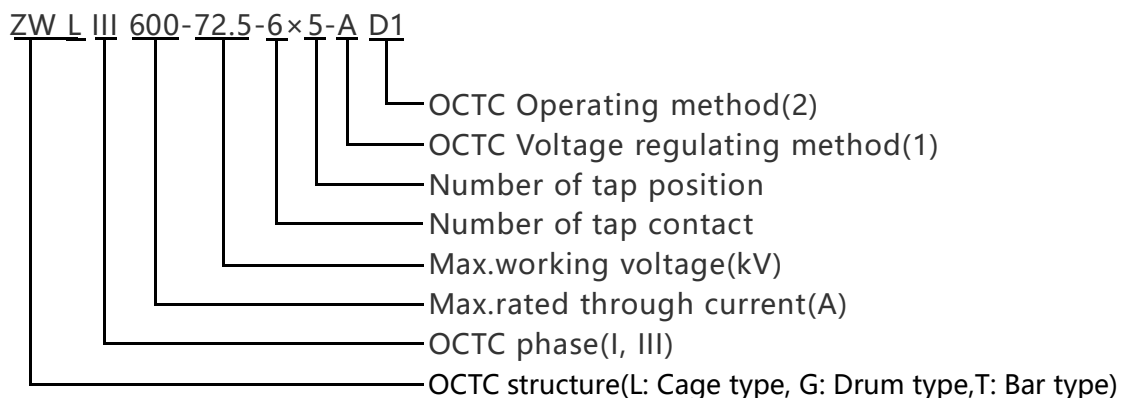 ZW L III 600-72.5-6×5-A D1
OCTC Operating method(2)
OCTC Voltage regulating method(1)
Number of tap position
Number of tap contact
Max.working voltage(kV)
Max.rated through current(A)
OCTC phase(I, III)
OCTC structure(L: Cage type, G: Drum type,T: Bar type)